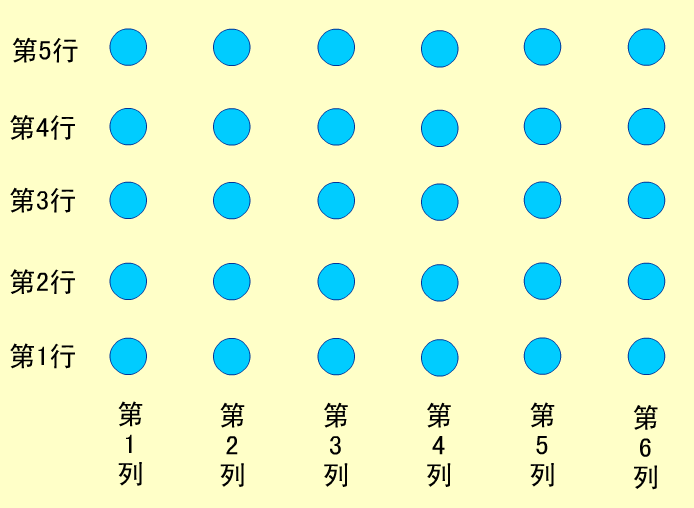 第5行
第4行
第3行
第2行
第1行
第1列
第2列
第3列
第4列
第5列
第6列